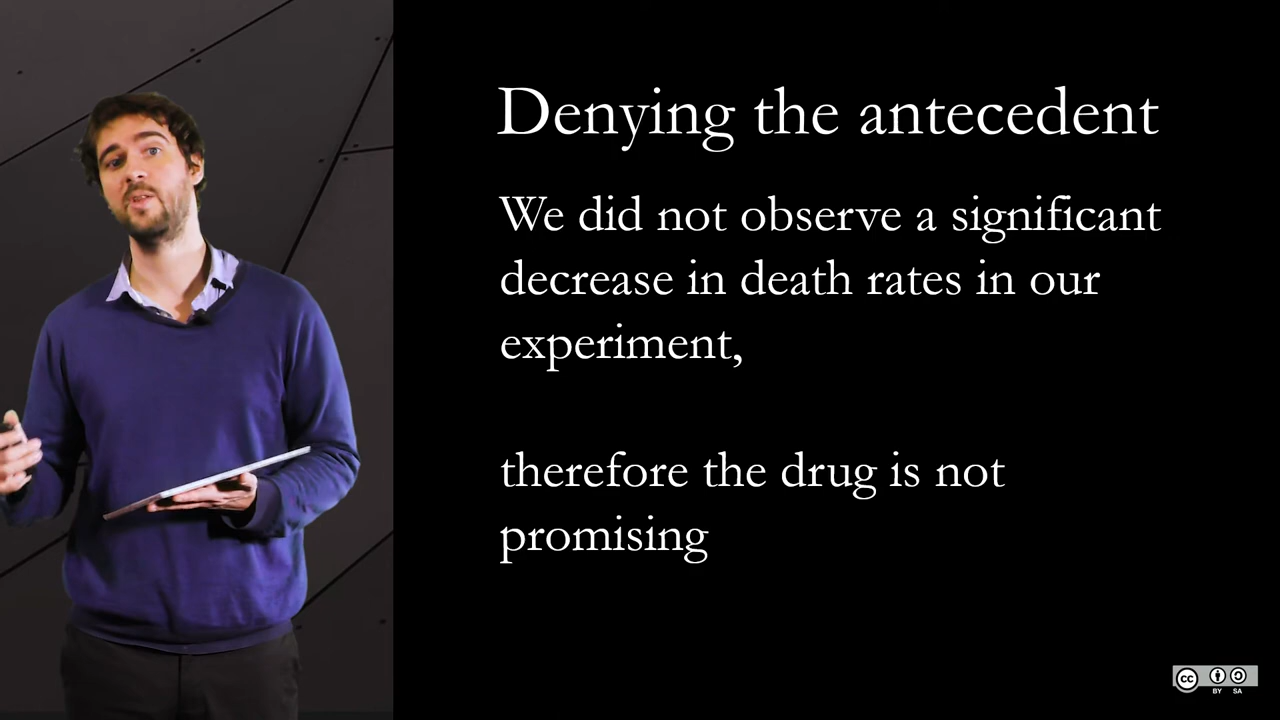 Denying the antecedent
We did not observe a significant
decrease in death rates in our
experiment,
therefore the drug is not
promising
cc
BY SA